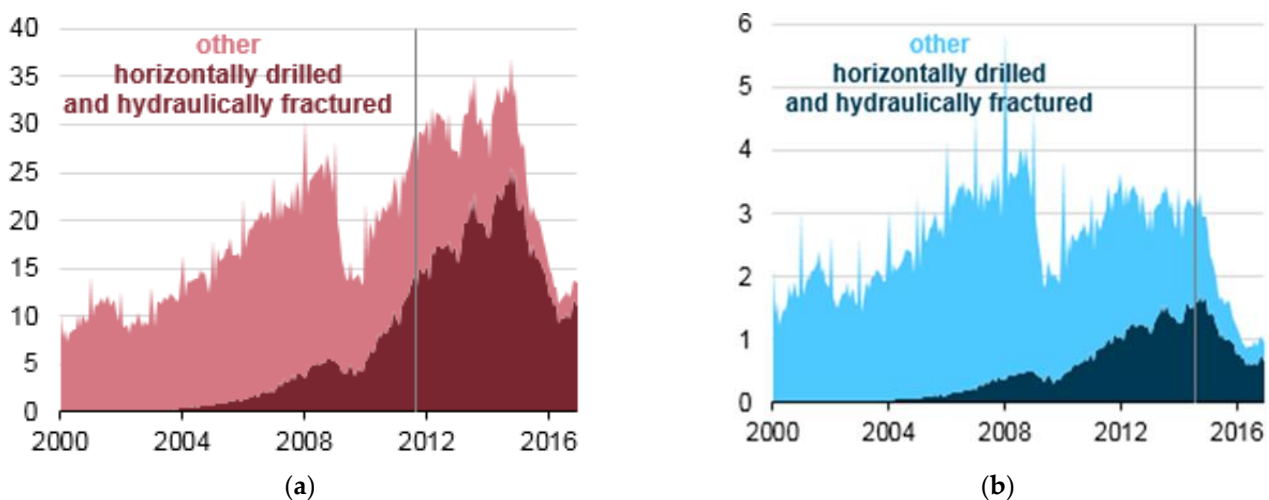 40
35
30
25
20
15
10
5
0
other
horizontally drilled
and hydraulically fractured
2000 2004 2008 2012 2016
(a)
6
5
4
3
2
1
0
other
horizontally drilled
and hydraulically fractured
2000 2004 2008 2012 2016
(b)